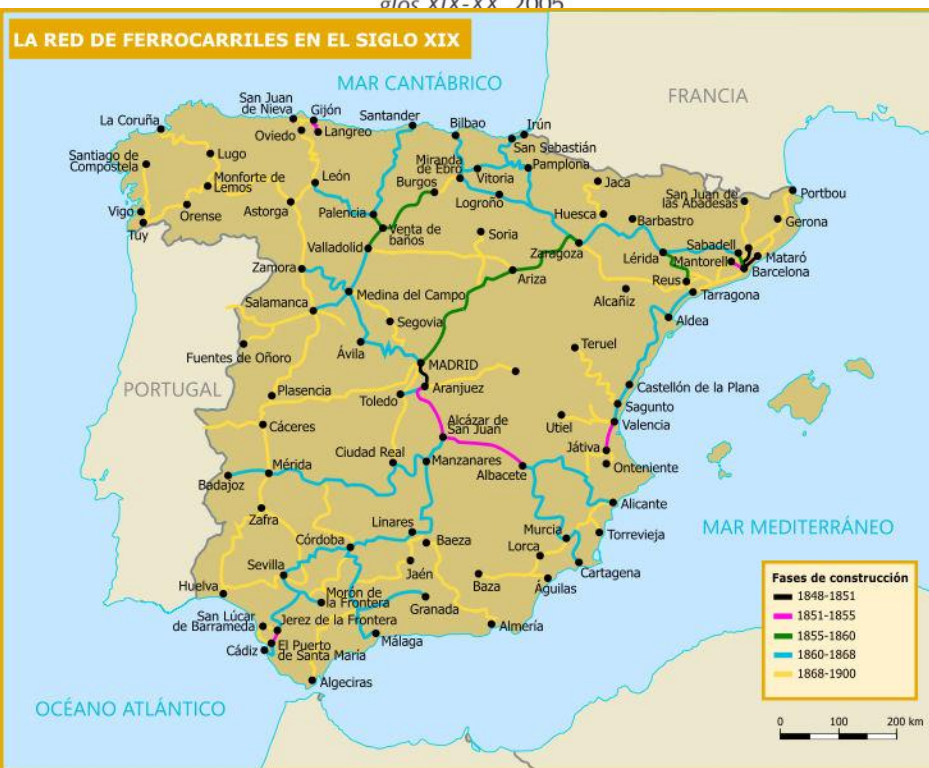 glos XIX-XX, 2005
LA RED DE FERROCARRILES EN EL SIGLO XIX
MAR CANTÁBRICO
FRANCIA
San Juan
de Nieva
Gijón
La Coruña
Santander
Bilbao
Irún
Oviedo
Langreo
San Sebastián
Santiago de
Compostela
Lugo
Miranda
de Ebro
Pamplona
Monforte de
Lemos
León
Burgos
Vitoria
Jaca
San Juan de
las Abadesas
Portbou
Logroño
Vigo
Orense
Astorga
Palencia
Huesca
Barbastro
Gerona
Tuy
Venta de
baños
Soria
Sabadell
Valladolid
Zaragoza
Lérida
Mantorell
Mataró
Barcelona
Zamora
Ariza
Reus
Medina del Campo
Alcañiz
Tarragona
Salamanca
Segovia
Aldea
Ávila
Teruel
Fuentes de Oñoro
MADRID
PORTUGAL
Plasencia
Aranjuez
Castellón de la Plana
Toledo
Sagunto
Alcázar de
San Juan
Utiel
Valencia
Cáceres
Ciudad Real
Játiva
Mérida
Manzanares
Onteniente
Albacete
Badajoz
Alicante
Zafra
Linares
Murcia
MAR MEDITERRÁNEO
Córdoba
Baeza
Torrevieja
Lorca
Sevilla
Jaén
Cartagena
Huelva
Morón de
la Frontera
Baza
Águilas
San Lúcar
de Barrameda
Granada
Jerez de la Frontera
Almería
Cádiz
El Puerto
de Santa María
Málaga
Algeciras
OCÉANO ATLÁNTICO
Fases de construcción
1848-1851
1851-1855
1855-1860
1860-1868
1868-1900
0 100 200 km